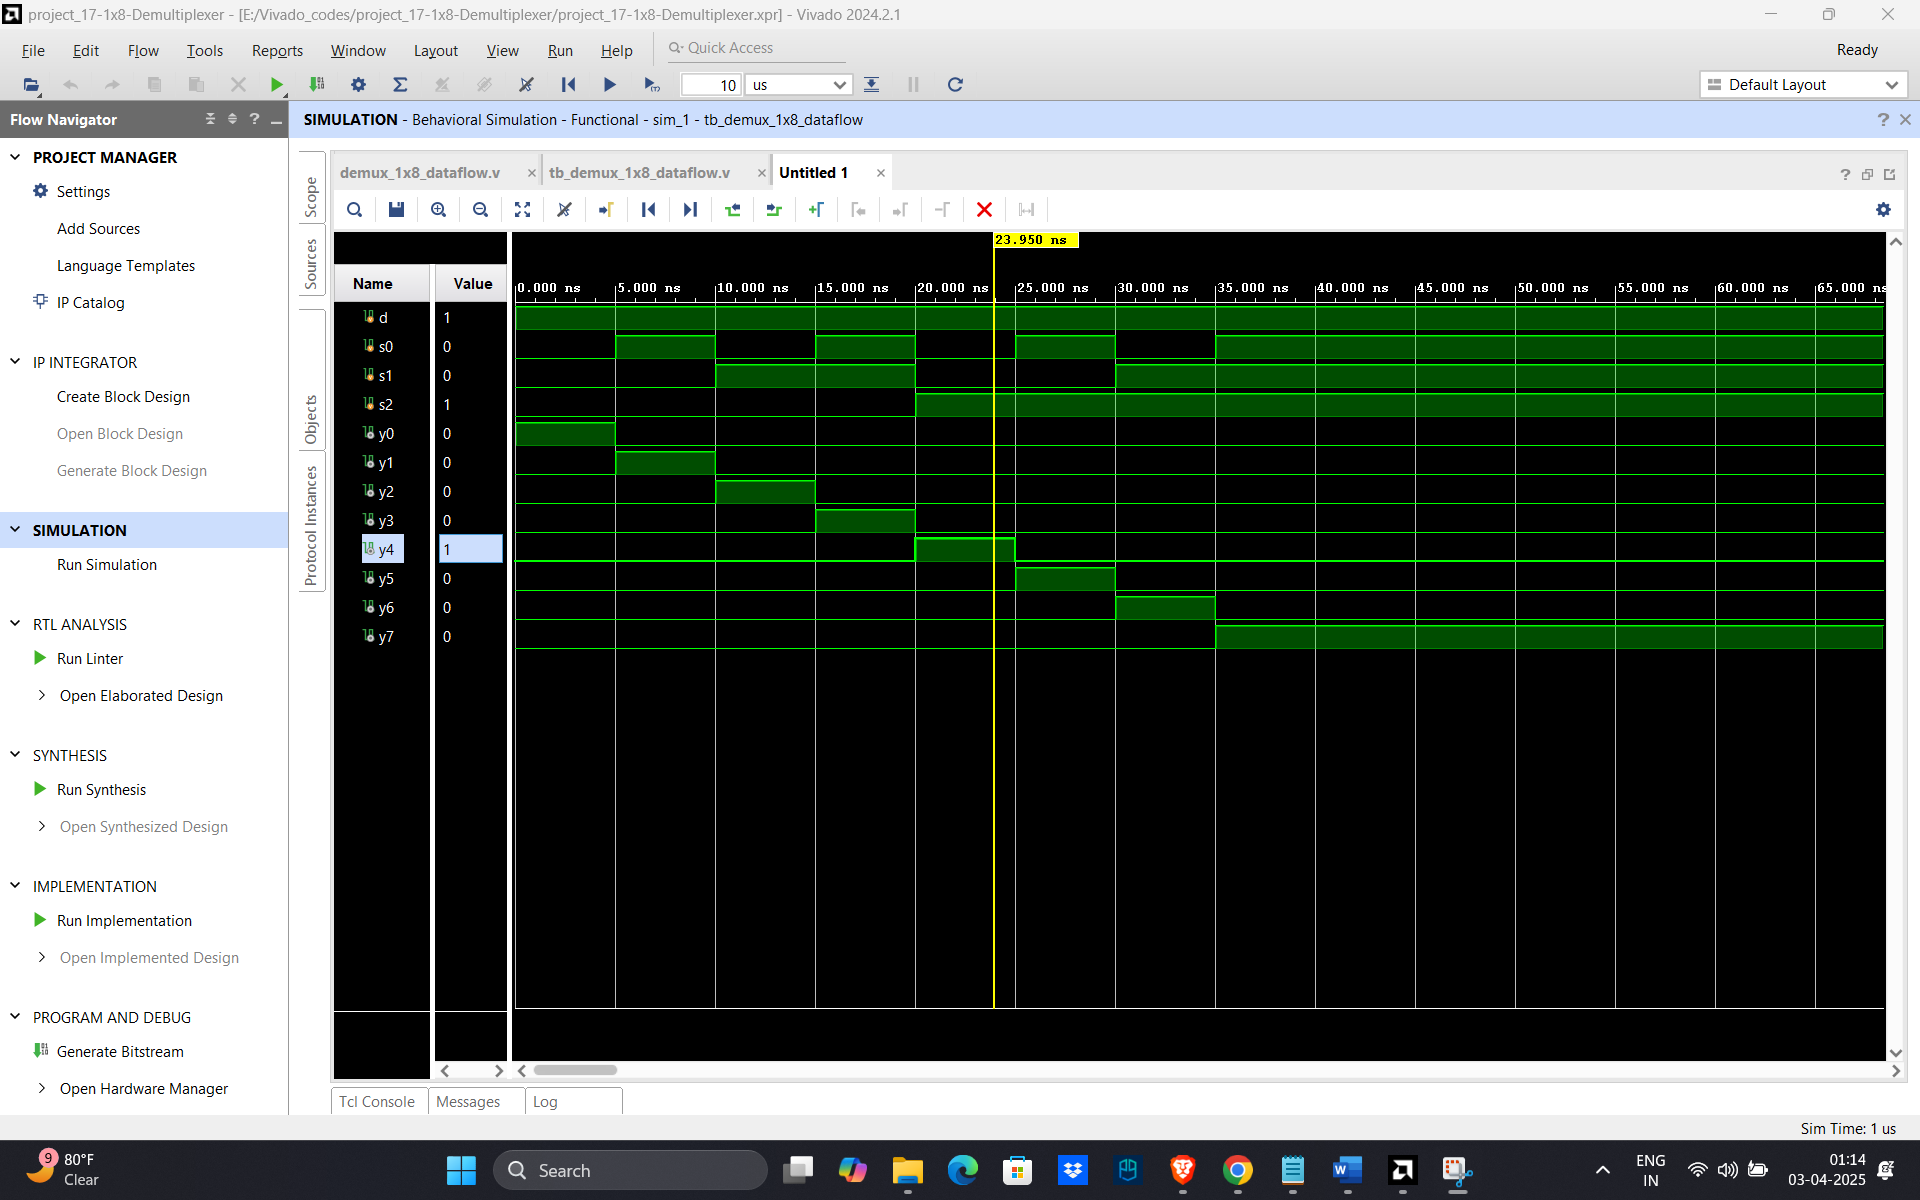 project_17-1x8-Demultiplexer - [E:/Vivado_codes/project_17-1x8-Demultiplexer/project_17-1x8-Demultiplexer.xpr] - Vivado 2024.2.1
File Edit Flow Tools Reports Window Layout View Run Help Quick Access Ready
10 us Default Layout
Flow Navigator
SIMULATION - Behavioral Simulation - Functional - sim_1 - tb_demux_1x8_dataflow
PROJECT MANAGER
Settings
Add Sources
Language Templates
IP Catalog
IP INTEGRATOR
Create Block Design
Open Block Design
Generate Block Design
SIMULATION
Run Simulation
RTL ANALYSIS
Run Linter
Open Elaborated Design
SYNTHESIS
Run Synthesis
Open Synthesized Design
IMPLEMENTATION
Run Implementation
Open Implemented Design
PROGRAM AND DEBUG
Generate Bitstream
Open Hardware Manager
Scope
Sources
Objects
Protocol Instances
demux_1x8_dataflow.v tb_demux_1x8_dataflow.v Untitled 1
23.950 ns
Name Value
0.000 ns 5.000 ns 10.000 ns 15.000 ns 20.000 ns 25.000 ns 30.000 ns 35.000 ns 40.000 ns 45.000 ns 50.000 ns 55.000 ns 60.000 ns 65.000 ns
d 1
s0 0
s1 0
s2 1
y0 0
y1 0
y2 0
y3 0
y4 1
y5 0
y6 0
y7 0
Tcl Console Messages Log
Sim Time: 1 us
9
80°F
Clear
Search
ENG
IN
01:14
03-04-2025